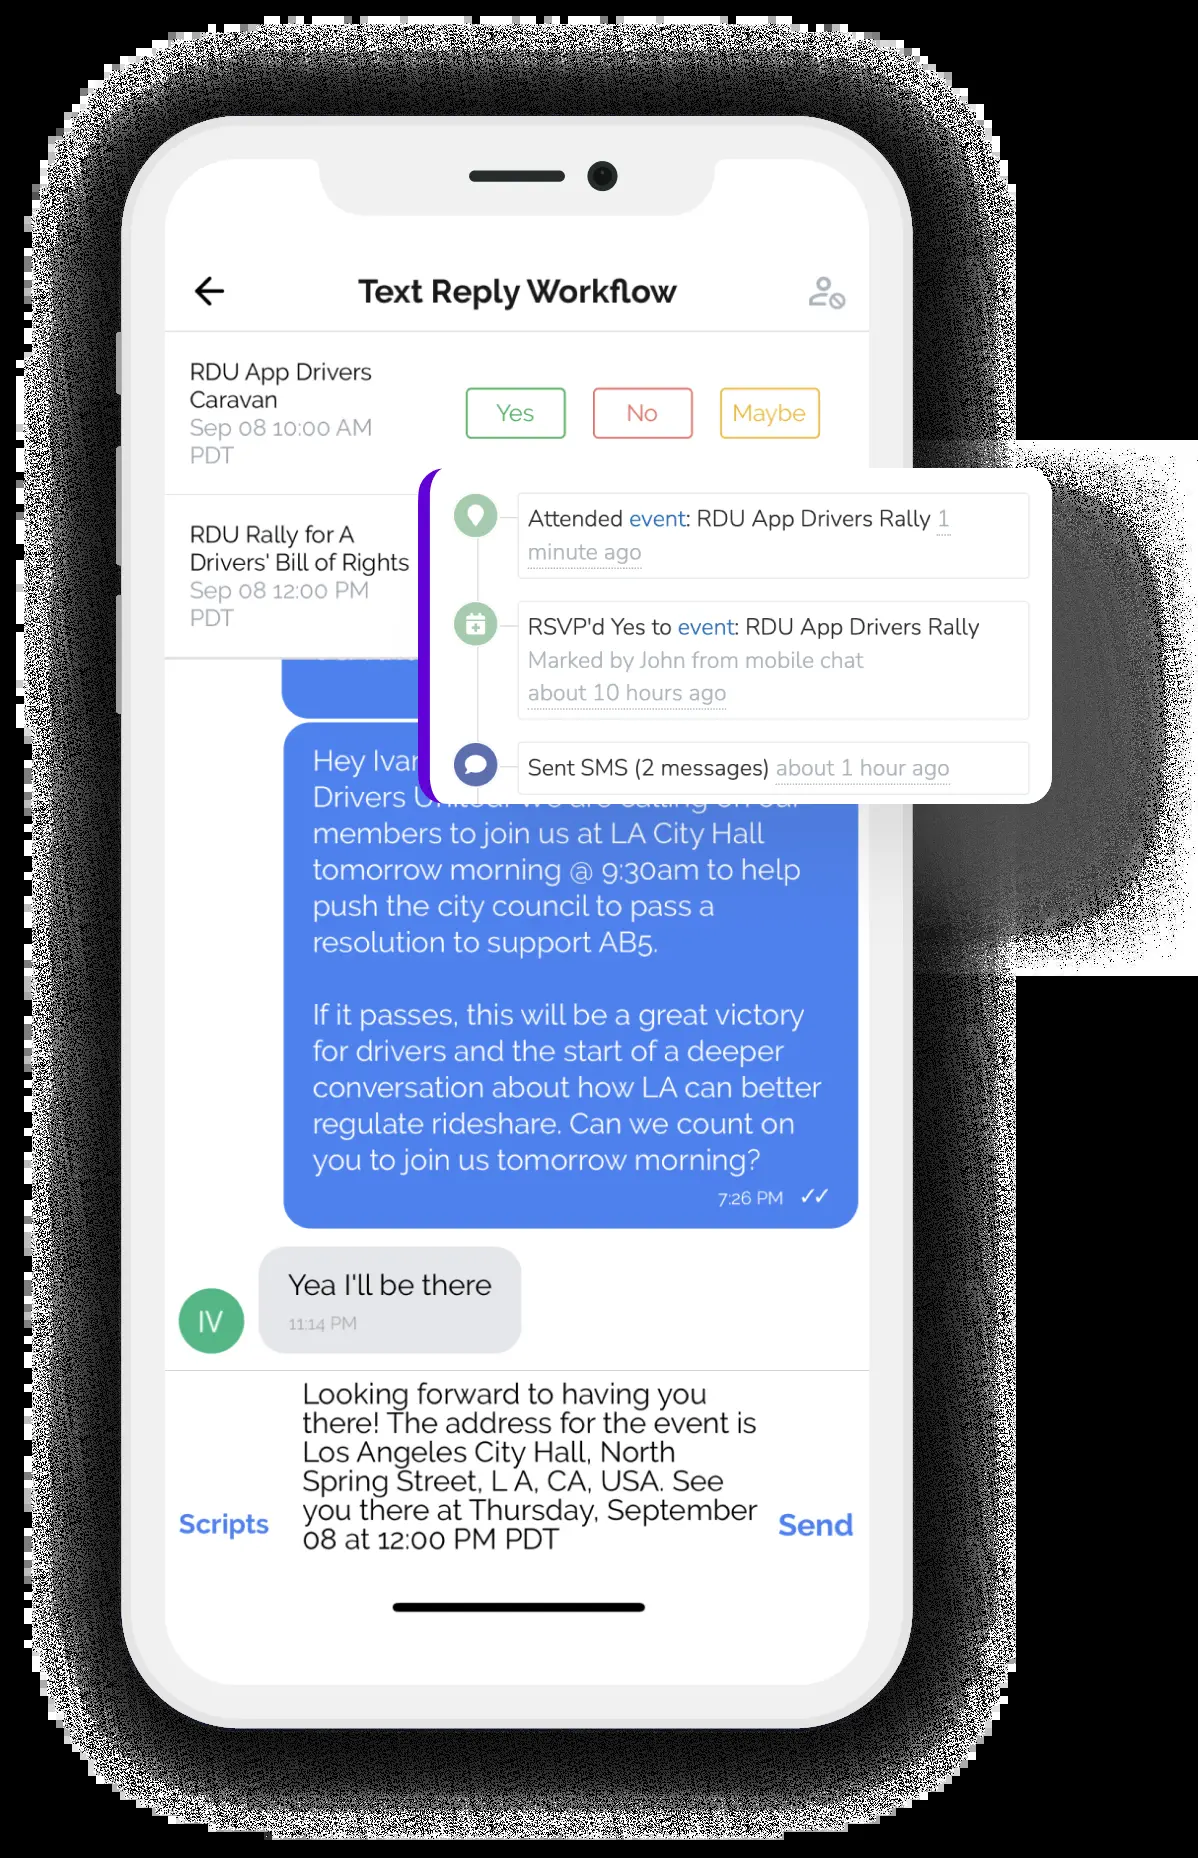 Text Reply Workflow
RDU App Drivers
Caravan
Sep 08 10:00 AM
PDT
Yes
No
Maybe
RDU Rally for A
Drivers' Bill of Rights
Sep 08 12:00 PM
PDT
Attended event: RDU App Drivers Rally 1
minute ago
RSVP'd Yes to event: RDU App Drivers Rally
Marked by John from mobile chat
about 10 hours ago
Sent SMS (2 messages) about 1 hour ago
Hey
Drivers United. We are calling on our
members to join us at LA City Hall
tomorrow morning @ 9:30am to help
push the city council to pass a
resolution to support AB5.
If it passes, this will be a great victory
for drivers and the start of a deeper
conversation about how LA can better
regulate rideshare. Can we count on
you to join us tomorrow morning?
7:26 PM
Yea I'll be there
11:14 PM
IV
Looking forward to having you
there! The address for the event is
Los Angeles City Hall, North
Spring Street, L A, CA, USA. See
you there at Thursday, September
08 at 12:00 PM PDT
Scripts
Send